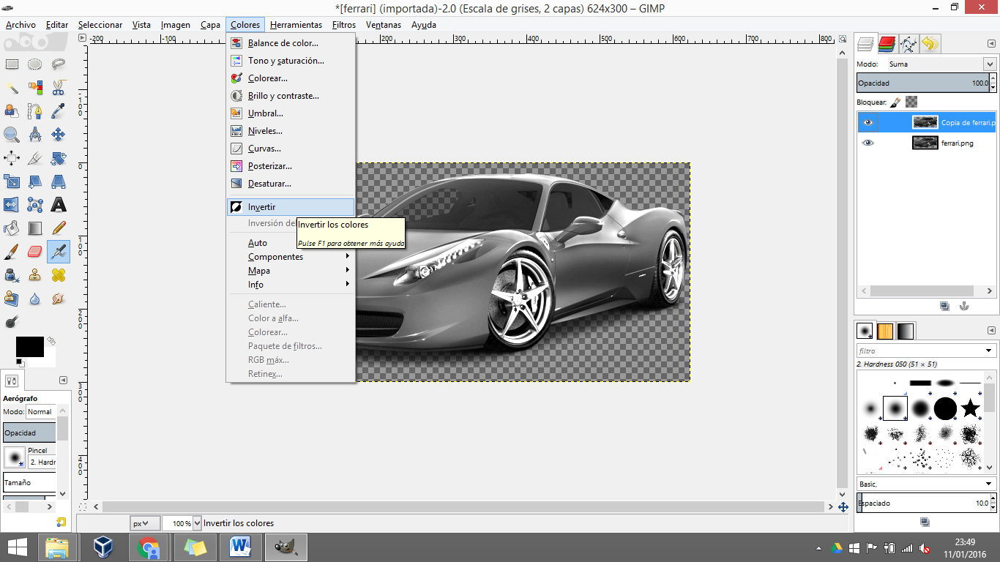 *[ferrari] (importada)-2.0 (Escala de grises, 2 capas) 624x300 – GIMP
Archivo Editar Seleccionar Vista Imagen Capa Colores Herramientas Filtros Ventanas Ayuda
-200 -100 200 300 400 500 600 700 800
Balance de color...
Tono y saturación...
Colorear...
Brillo y contraste...
Umbral...
Niveles...
Curvas...
Posterizar...
Desaturar...
Invertir
Inversión de
Invertir los colores
Pulse F1 para obtener más ayuda
Auto
Componentes
Mapa
Info
Caliente...
Color a alfa...
Colorear...
Paquete de filtros...
RGB máx...
Retinex...
-100
0
100
200
300
400
Aerógrafo
Modo: Normal
Opacidad
Pincel
2. Hardr
Tamaño
px 100 % Invertir los colores
Modo: Suma
Opacidad 100.0
Bloquear:
Copia de ferrari.p
ferrari.png
filtro
2. Hardness 050 (51 × 51)
Basic,
Espaciado 10.0
23:49
11/01/2016